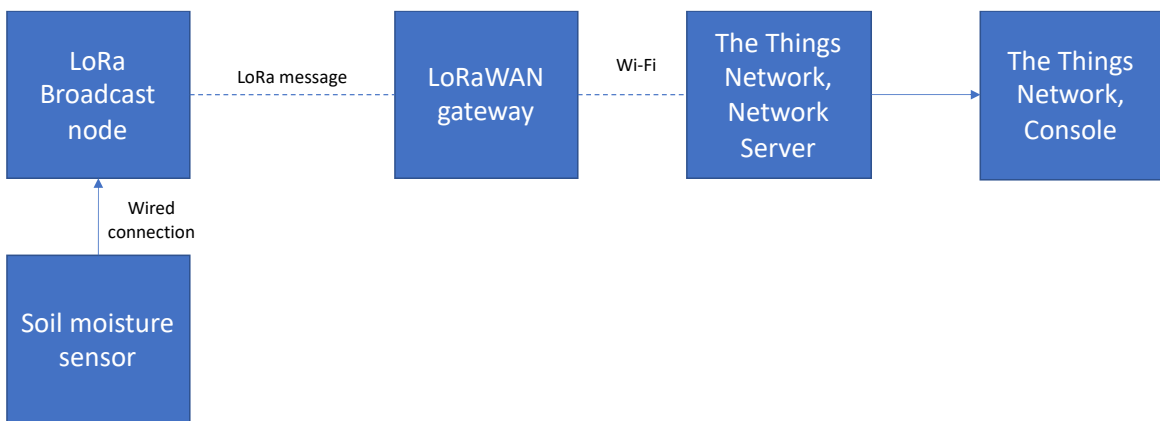 LoRa
Broadcast
node
LoRa message
LoRaWAN
gateway
Wi-Fi
The Things
Network,
Network
Server
The Things
Network,
Console
Wired
connection
Soil moisture
sensor